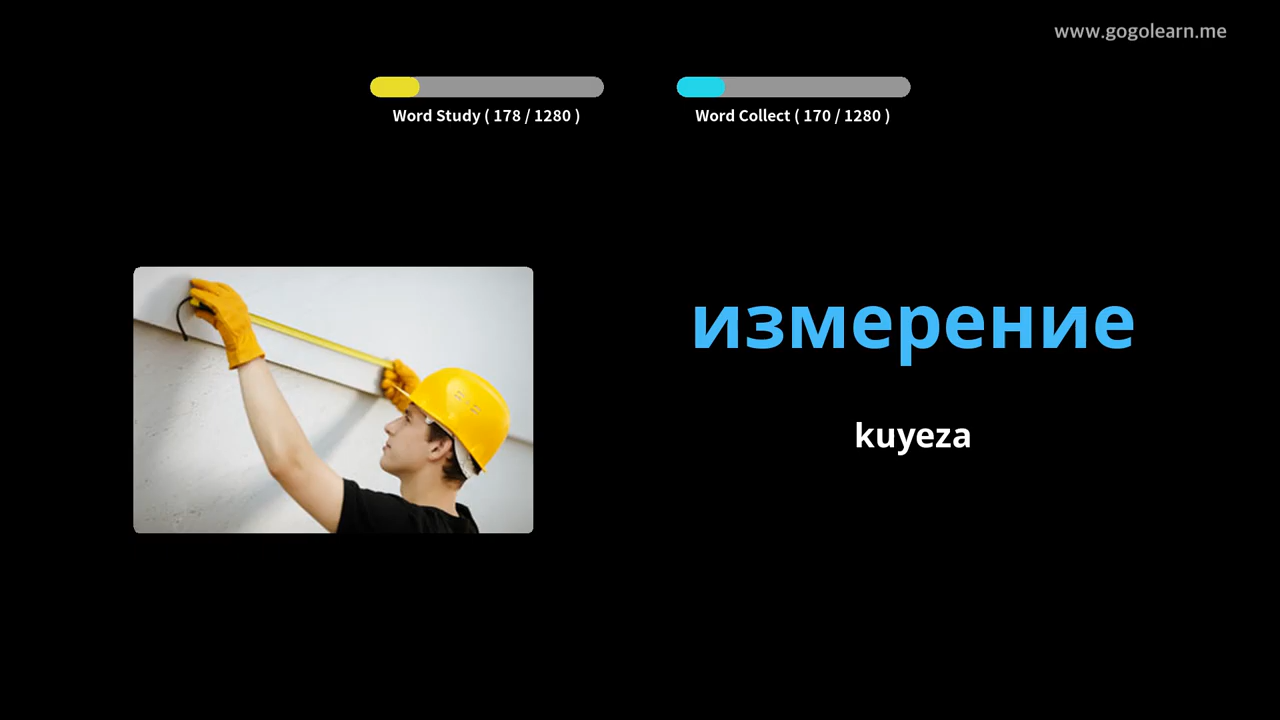 www.gogolearn.me
Word Study ( 178 / 1280 )
Word Collect ( 170 / 1280 )
измерение
kuyeza